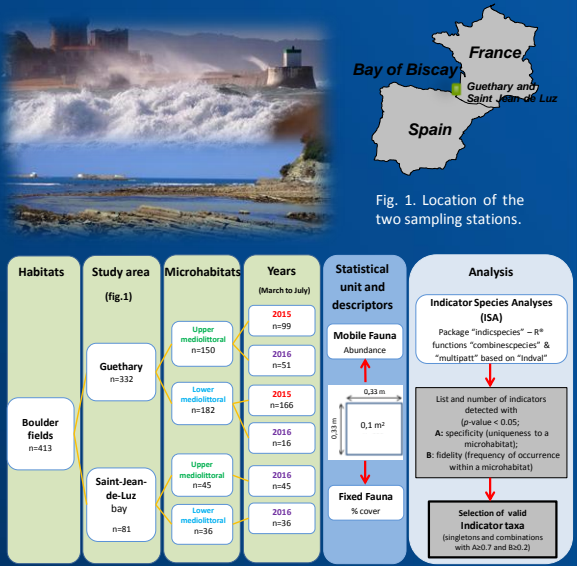 France
Bay of Biscay
Guethary and
Saint Jean de Luz
Spain
Fig. 1. Location of the
two sampling stations.
Habitats
Boulder
fields
n=413
Study area
(fig.1)
Guethary
n=332
Saint-Jean-
de-Luz
bay
n=81
Microhabitats
Upper
mediolittoral
n=150
Lower
mediolittoral
n=182
Upper
mediolittoral
n=45
Lower
mediolittoral
n=36
Years
(March to July)
2015
n=99
2016
n=51
2015
n=166
2016
n=16
2016
n=45
2016
n=36
Statistical
unit and
descriptors
Mobile Fauna
Abundance
0,33 m
0,33 m
0,1 m²
Fixed Fauna
% cover
Analysis
Indicator Species Analyses
(ISA)
Package "indicspecies" – R®
functions "combinescpecies" &
"multipatt" based on "Indval"
List and number of indicators
detected with
(p-value < 0.05;
A: specificity (uniqueness to a
microhabitat);
B: fidelity (frequency of occurrence
within a microhabitat)
Selection of valid
Indicator taxa
(singletons and combinations
with A≥0.7 and B≥0.2)